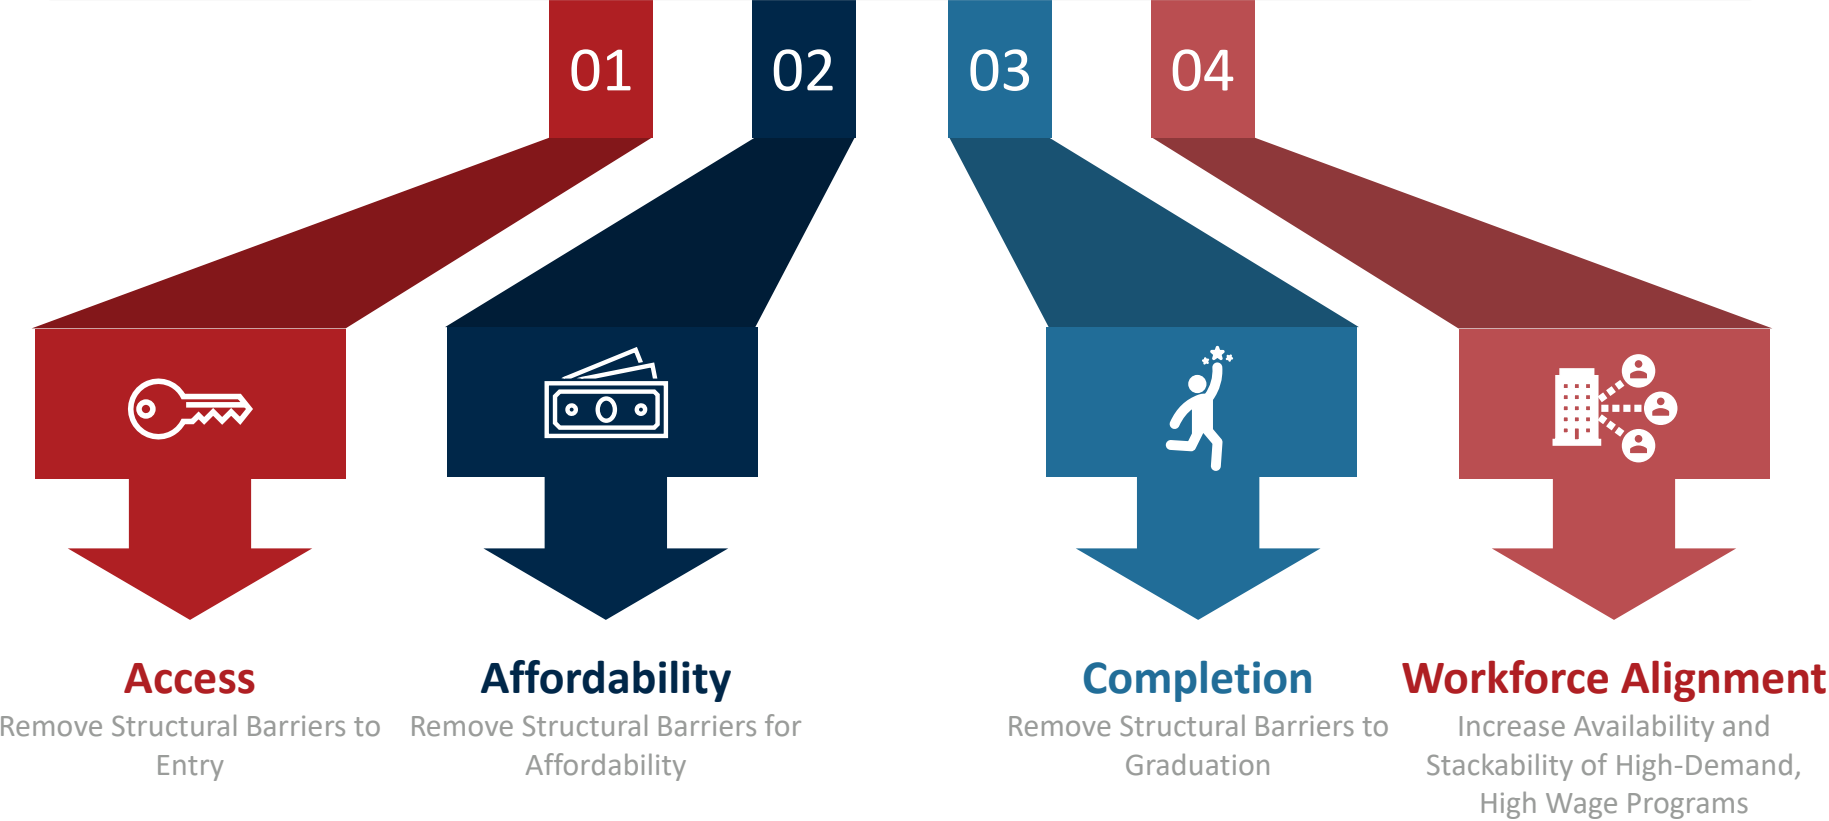 01
02
03
04
Access
Remove Structural Barriers to
Entry
Affordability
Remove Structural Barriers for
Affordability
Completion
Remove Structural Barriers to
Graduation
Workforce Alignment
Increase Availability and
Stackability of High-Demand,
High Wage Programs